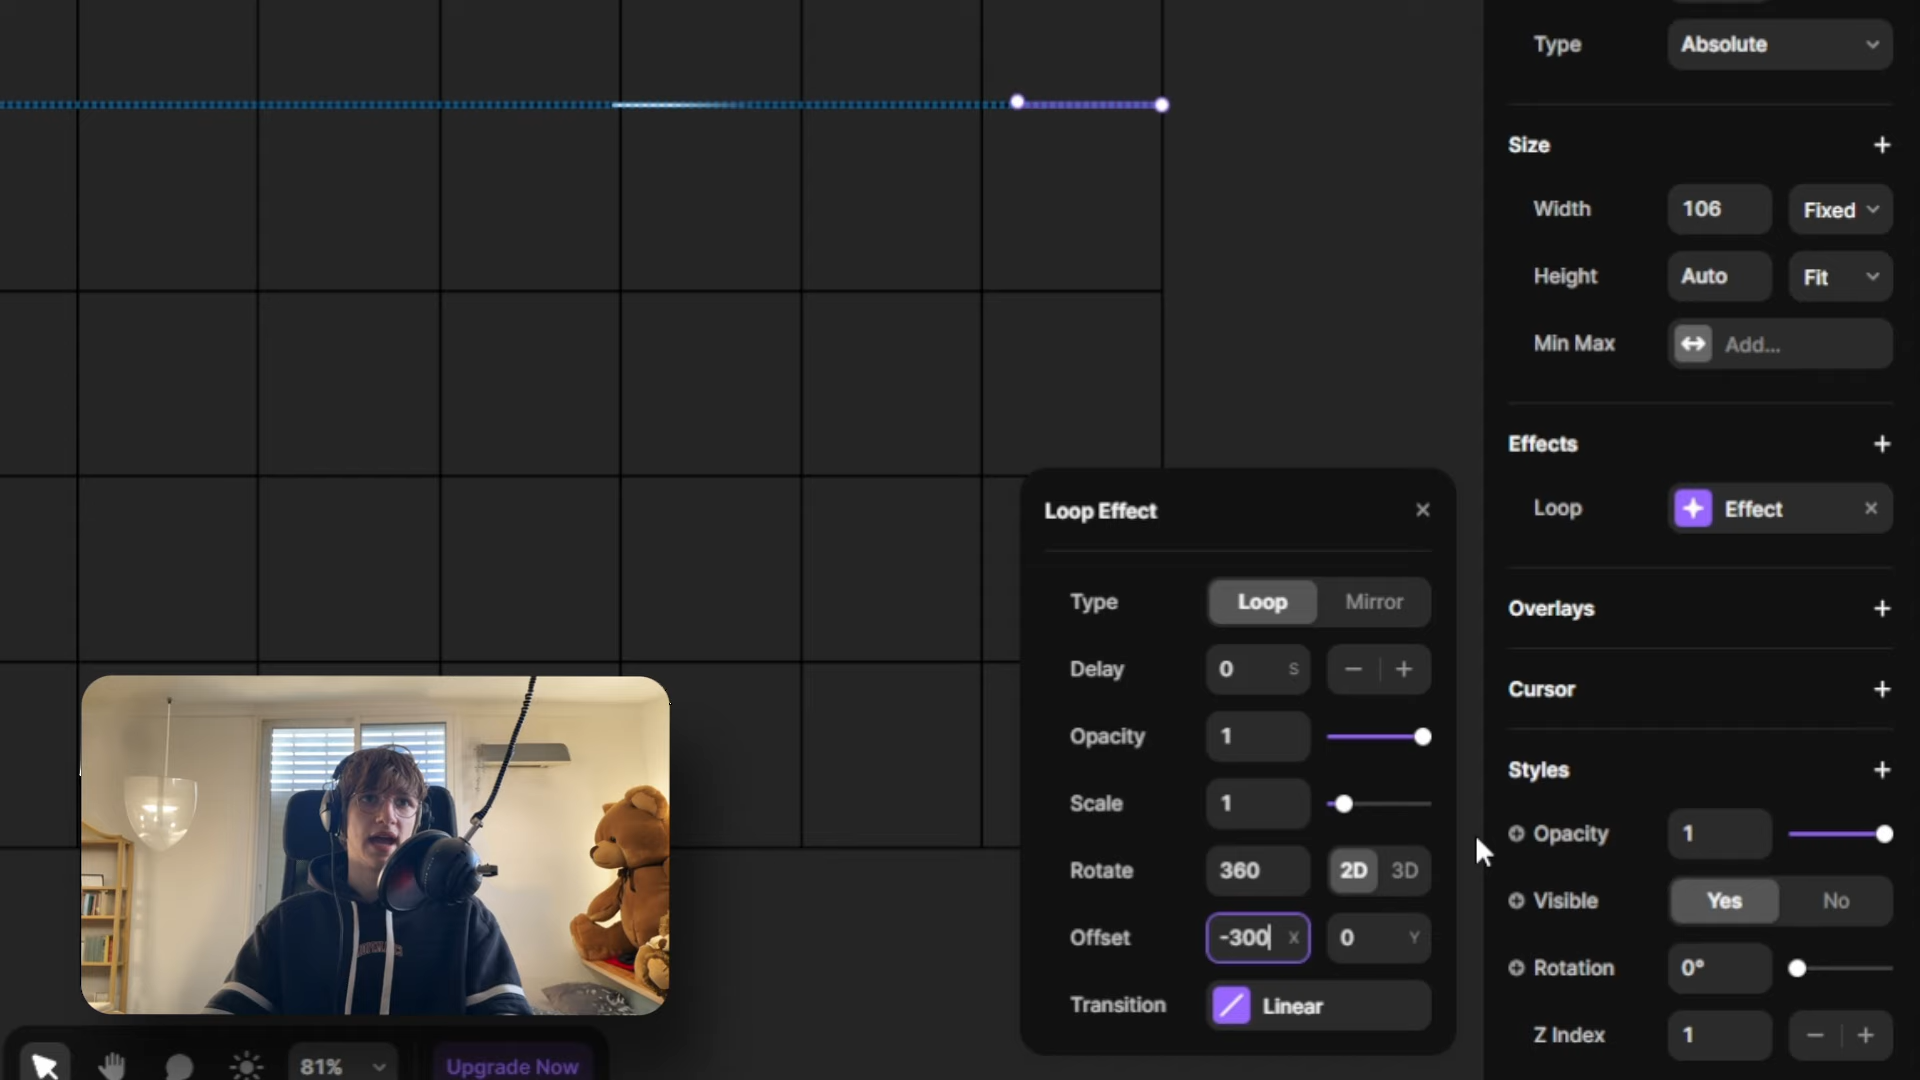 Type Absolute
Size
Width 106 Fixed
Height Auto Fit
Min Max Add...
Effects
Loop Effect
Overlays
Cursor
Styles
Opacity 1
Visible Yes No
Rotation 0°
Z Index 1
Loop Effect
Type Loop Mirror
Delay 0 S
Opacity 1
Scale 1
Rotate 360 2D 3D
Offset -300 X 0 Y
Transition Linear
81% Upgrade Now